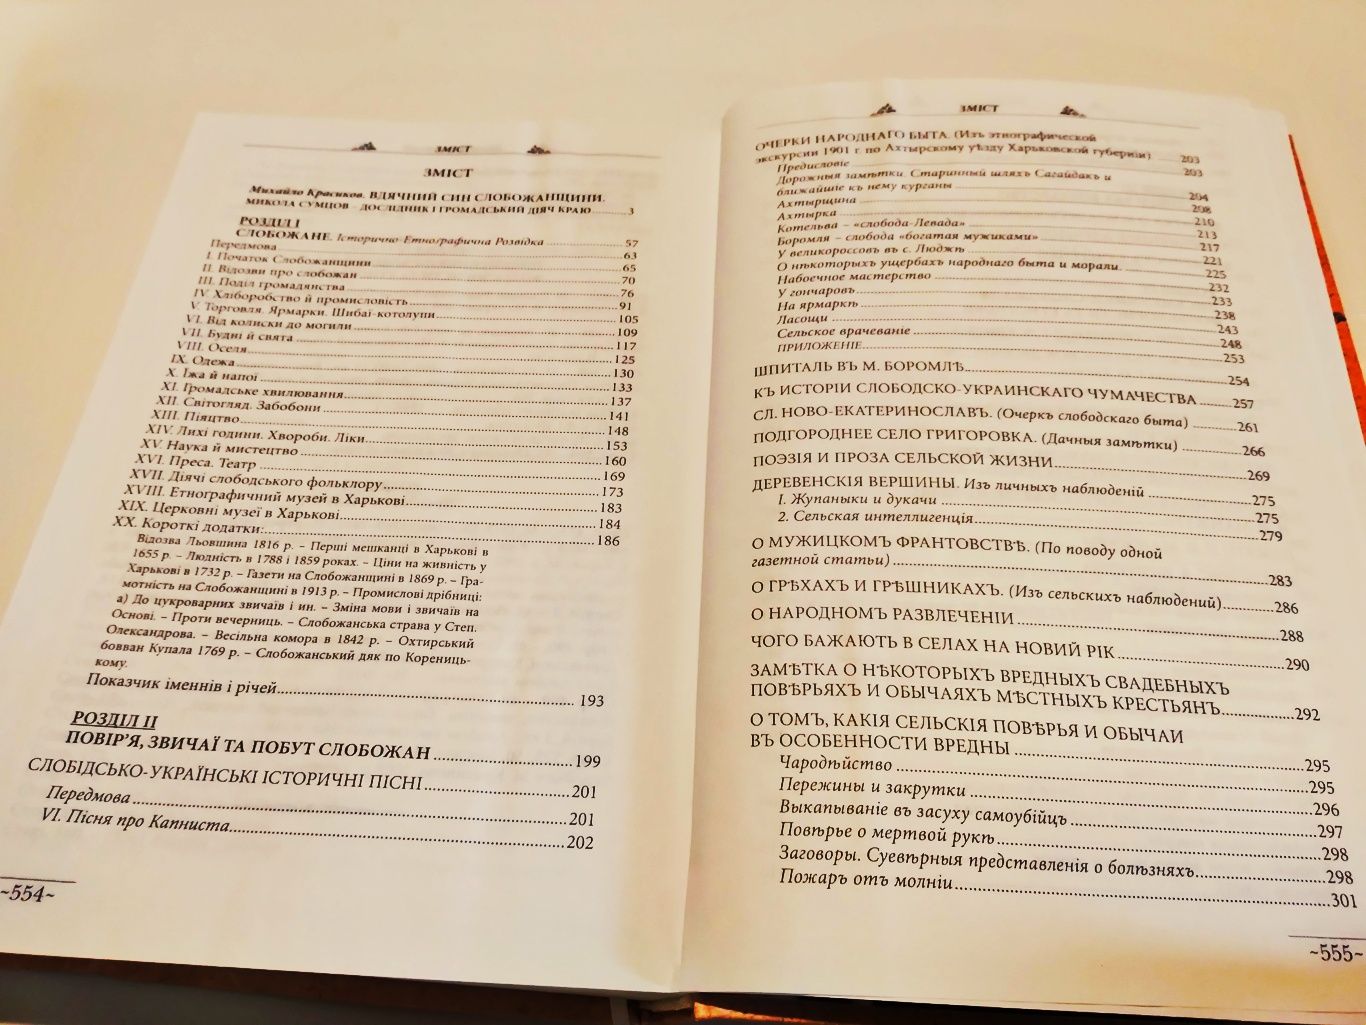 ЗМІСТ
ЗМІСТ
Михайло Красиков. ВДЯЧНИЙ СИН СЛОБОЖАНЩИНИ.
МИКОЛА СУМЦОВ – ДОСЛІДНИК І ГРОМАДСЬКИЙ ДІЯЧ КРАЮ 3
РОЗДІЛ І
СЛОБОЖАНЕ. Історично-Етнографічна Розвідка 57
Передмова 63
I. Початок Слобожанщини 65
II. Відозви про слобожан 70
III. Поділ громадянства 76
IV. Хліборобство й промисловість 91
V. Торговля. Ярмарки. Шибаї-котолупи 105
VI. Від колиски до могили 109
VII. Будні й свята 117
VIII. Оселя 125
IX. Одежа 130
X. Їжа й напої 133
XI. Громадське хвилювання 137
XII. Світогляд. Забобони 141
XIII. Піяцтво 148
XIV. Лихі години. Хвороби. Ліки 153
XV. Наука й мистецтво 160
XVI. Преса. Театр 169
XVII. Діячі слободського фольклору 173
XVIII. Етнографичний музей в Харькові 183
XIX. Церковні музеї в Харькові 184
XX. Короткі додатки: 186
Відозва Льовшина 1816 р. – Перші мешканці в Харькові в
1655 р. – Людність в 1788 і 1859 роках. – Ціни на живність у
Харькові в 1732 р. – Газети на Слобожанщині в 1869 р. – Гра-
мотність на Слобожанщині в 1913 р. – Промислові дрібниці:
а) До цукроварних звичаїв і ин. – Зміна мови і звичаїв на
Основі. – Проти вечерниць. – Слобожанська страва у Степ.
Олександрова. – Весільна комора в 1842 р. – Охтирський
бовван Купала 1769 р. – Слобожанський дяк по Корениць-
кому.
Показчик іменнів і річей 193
РОЗДІЛ ІІ
ПОВІР'Я, ЗВИЧАЇ ТА ПОБУТ СЛОБОЖАН 199
СЛОБІДСЬКО-УКРАЇНСЬКІ ІСТОРИЧНІ ПІСНІ 201
Передмова 201
VI. Пісня про Капниста 202
~554~
ЗМІСТ
ОЧЕРКИ НАРОДНАГО БЫТА. (Изъ этнографической
экскурсии 1901 г. по Ахтырскому уѣзду Харьковской губернии) 203
Предисловіе 203
Дорожныя замѣтки. Старинный шляхъ Сагайдакъ и
ближайшіе къ нему курганы 204
Ахтырщина 208
Ахтырка 210
Котельва – «слобода-Левада» 213
Боромля – слобода «богатая мужиками» 217
У великороссовъ въ с. Люджѣ 221
О нѣкоторыхъ ущербахъ народнаго быта и морали. 225
Набоечное мастерство 232
У гончаровъ 233
На ярмаркѣ 238
Ласощи 243
Сельское врачеваніе 248
ПРИЛОЖЕНІЕ 253
ШПИТАЛЬ ВЪ М. БОРОМЛѢ 254
КЪ ИСТОРІИ СЛОБОДСКО-УКРАИНСКАГО ЧУМАЧЕСТВА 257
СЛ. НОВО-ЕКАТЕРИНОСЛАВЪ. (Очеркъ слободскаго быта) 261
ПОДГОРОДНЕЕ СЕЛО ГРИГОРОВКА. (Дачныя замѣтки) 266
ПОЭЗІЯ И ПРОЗА СЕЛЬСКОЙ ЖИЗНИ 269
ДЕРЕВЕНСКІЯ ВЕРШИНЫ. Изъ личныхъ наблюденій 275
1. Жупаныки и дукачи 275
2. Сельская интеллигенція 279
О МУЖИЦКОМЪ ФРАНТОВСТВѢ. (По поводу одной
газетной статьи) 283
О ГРѢХАХЪ И ГРѢШНИКАХЪ. (Изъ сельскихъ наблюдений) 286
О НАРОДНОМЪ РАЗВЛЕЧЕНІИ 288
ЧОГО БАЖАЮТЬ В СЕЛАХ НА НОВИЙ РІК 290
ЗАМѢТКА О НѢКОТОРЫХЪ ВРЕДНЫХЪ СВАДЕБНЫХЪ
ПОВѢРЬЯХЪ И ОБЫЧАЯХЪ МѢСТНЫХЪ КРЕСТЬЯНЪ 292
О ТОМЪ, КАКІЯ СЕЛЬСКІЯ ПОВѢРЬЯ И ОБЫЧАИ
ВЪ ОСОБЕННОСТИ ВРЕДНЫ 295
Чародѣйство 295
Пережины и закрутки 296
Выкапываніе въ засуху самоубійцъ 297
Повѣрье о мертвой рукѣ 298
Заговоры. Суевѣрныя представленія о болѣзняхъ 298
Пожаръ отъ молніи 301
~555~